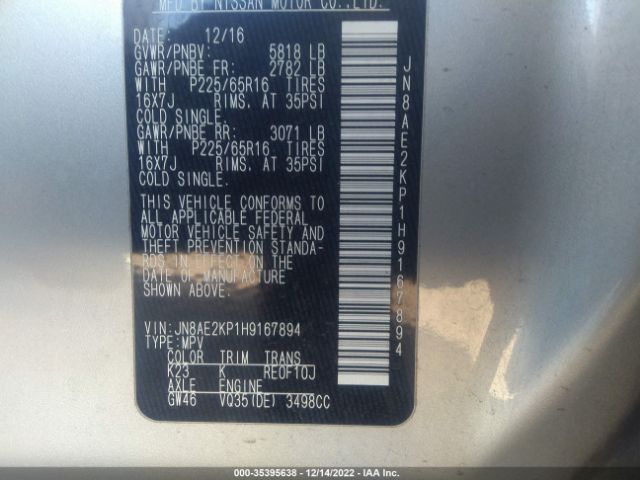 MFD BY NISSAN MOTOR CO.,LTD.
DATE: 12/16
GVWR/PNBV: 5818 LB
GAWR/PNBE FR: 2782 LB
WITH P225/65R16 TIRES
16X7J RIMS. AT 35PSI
COLD SINGLE.
GAWR/PNBE RR: 3071 LB
WITH P225/65R16 TIRES
16X7J RIMS. AT 35PSI
COLD SINGLE.
THIS VEHICLE CONFORMS TO
ALL APPLICABLE FEDERAL
MOTOR VEHICLE SAFETY AND
THEFT PREVENTION STANDA-
RDS IN EFFECT ON THE
DATE OF MANUFACTURE
SHOWN ABOVE.
VIN:JN8AE2KP1H9167894
TYPE:MPV
COLOR TRIM TRANS
K23 K REOF10J
AXLE ENGINE
GW46 VQ35(DE) 3498CC
JN8AE2KP1H9167894
000-35395638 - 12/14/2022 - IAA Inc.